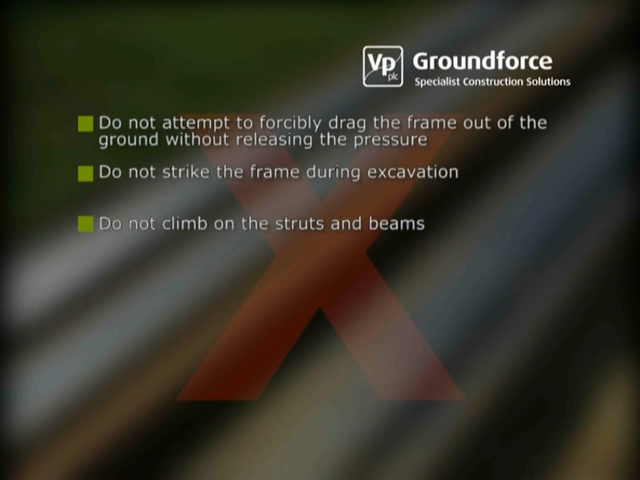 Vp
plc
Groundforce
Specialist Construction Solutions
Do not attempt to forcibly drag the frame out of the
ground without releasing the pressure
Do not strike the frame during excavation
Do not climb on the struts and beams